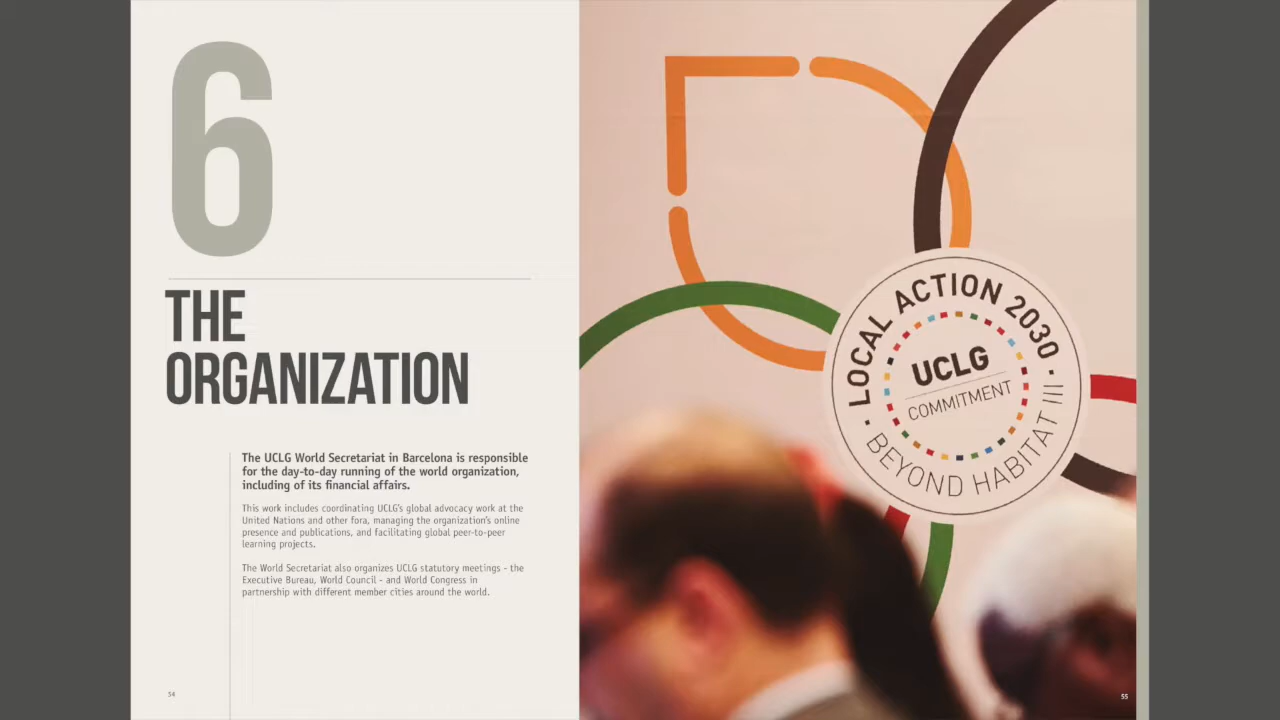 6
THE
ORGANIZATION
The UCLG World Secretariat in Barcelona is responsible
for the day-to-day running of the world organization,
including of its financial affairs.
This work includes coordinating UCLG's global advocacy work at the
United Nations and other fora, managing the organization's online
presence and publications, and facilitating global peer-to-peer
learning projects.
The World Secretariat also organizes UCLG statutory meetings - the
Executive Bureau, World Council - and World Congress in
partnership with different member cities around the world.
54
· LOCAL ACTION 2030 ·
UCLG
COMMITMENT
BEYOND HABITAT III
55